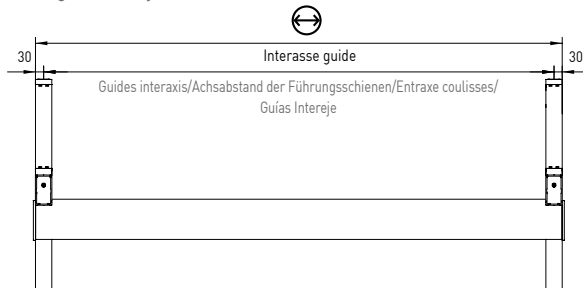 Interasse guide
30
30
Guides interaxis/Achsabstand der Führungsschienen/Entraxe coulisses/
Guías Intereje